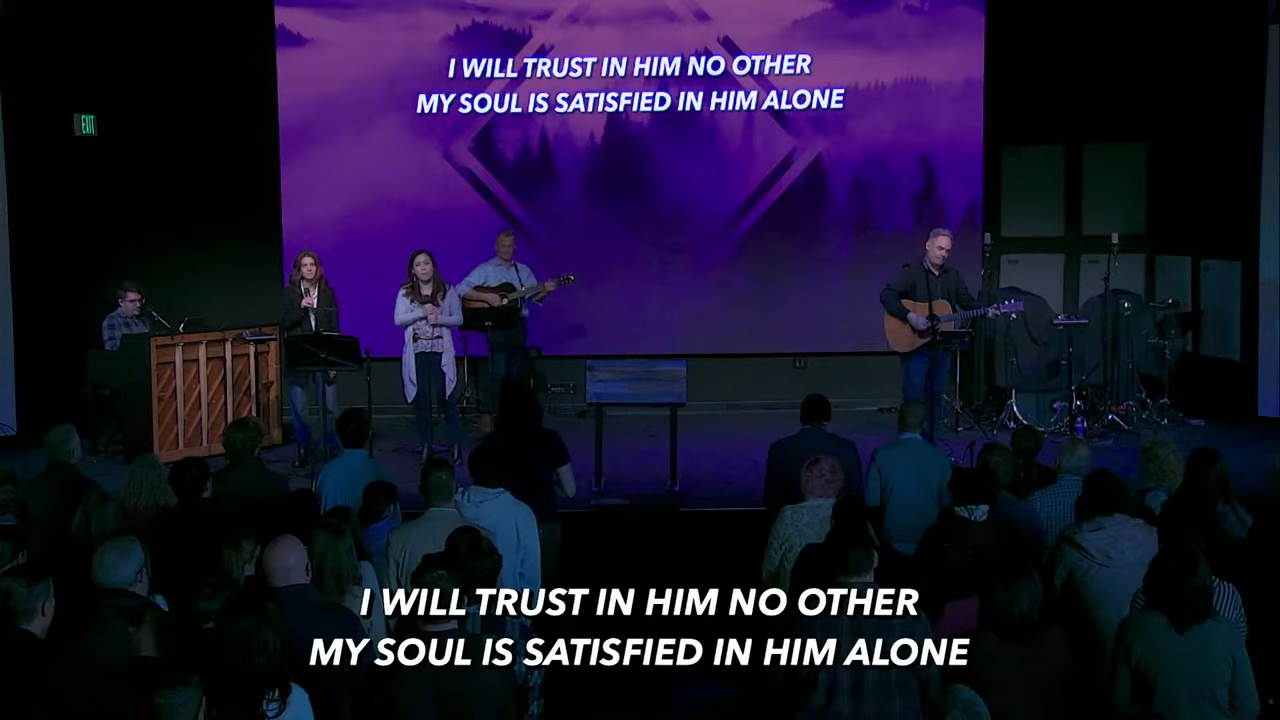 I WILL TRUST IN HIM NO OTHER
MY SOUL IS SATISFIED IN HIM ALONE
EXIT
I WILL TRUST IN HIM NO OTHER
MY SOUL IS SATISFIED IN HIM ALONE